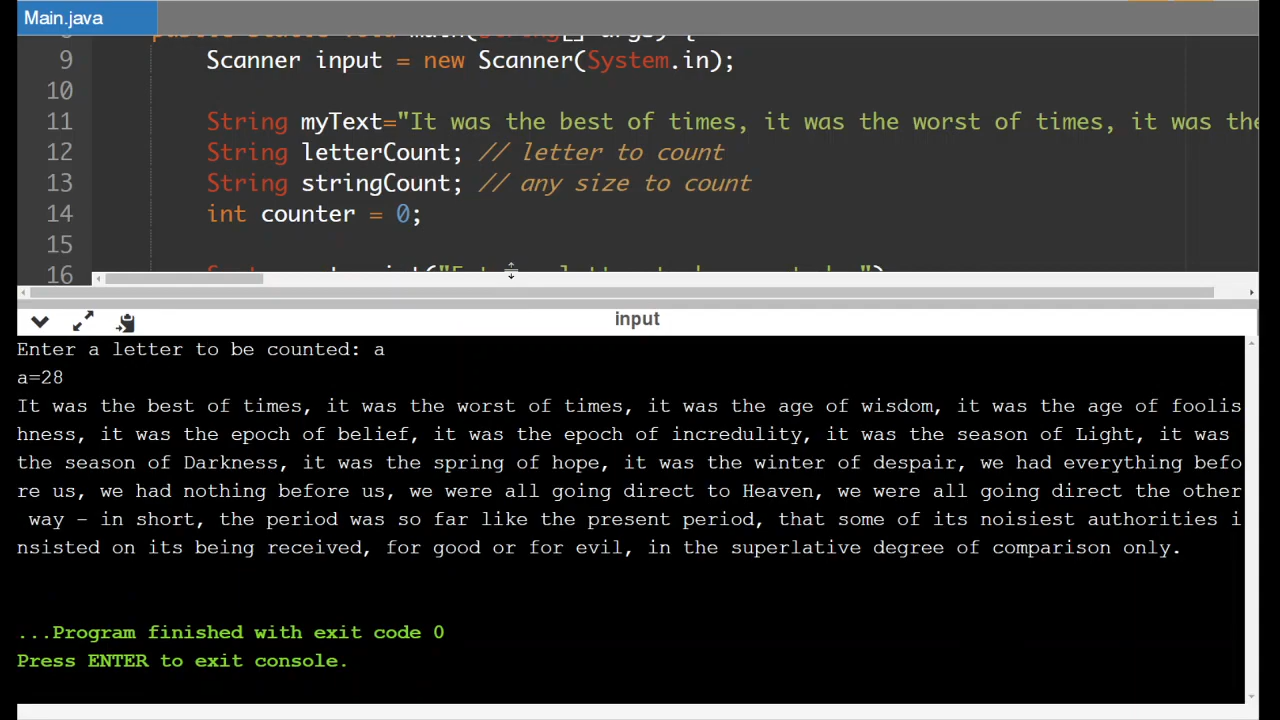 Main.java
public static void main(String[] args) {
9 Scanner input = new Scanner(System.in);
10
11 String myText="It was the best of times, it was the worst of times, it was the
12 String letterCount; // letter to count
13 String stringCount; // any size to count
14 int counter = 0;
15
16
input
Enter a letter to be counted: a
a=28
It was the best of times, it was the worst of times, it was the age of wisdom, it was the age of foolis
hness, it was the epoch of belief, it was the epoch of incredulity, it was the season of Light, it was
the season of Darkness, it was the spring of hope, it was the winter of despair, we had everything befo
re us, we had nothing before us, we were all going direct to Heaven, we were all going direct the other
way – in short, the period was so far like the present period, that some of its noisiest authorities i
nsisted on its being received, for good or for evil, in the superlative degree of comparison only.
...Program finished with exit code 0
Press ENTER to exit console.